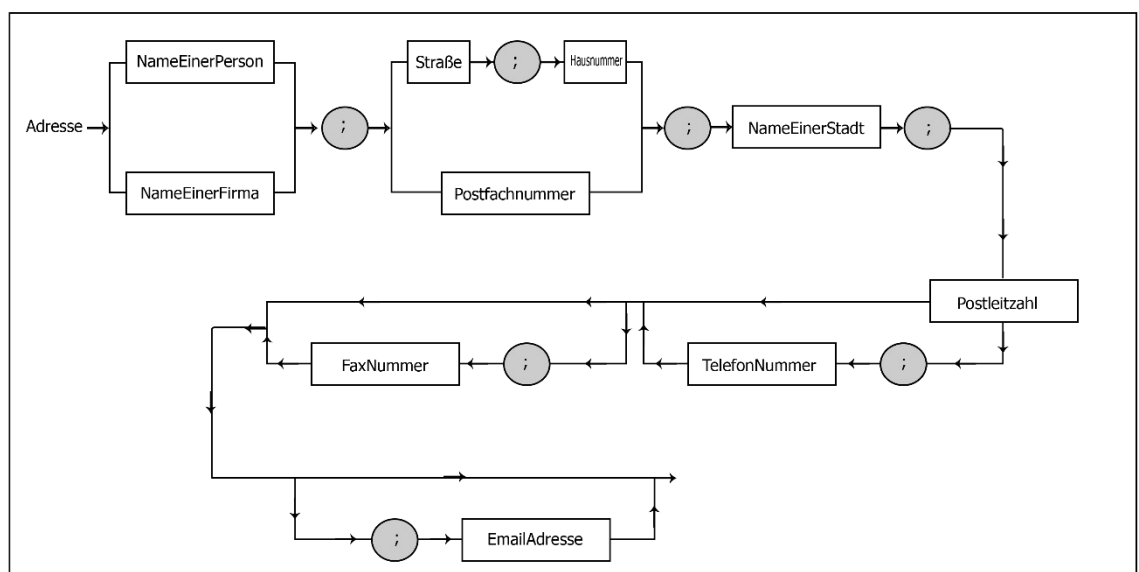 NameEinerPerson
Straße ; Hausnummer
Adresse ; ; NameEinerStadt ;
NameEinerFirma
Postfachnummer
Postleitzahl
FaxNummer ; TelefonNummer ;
; EmailAdresse